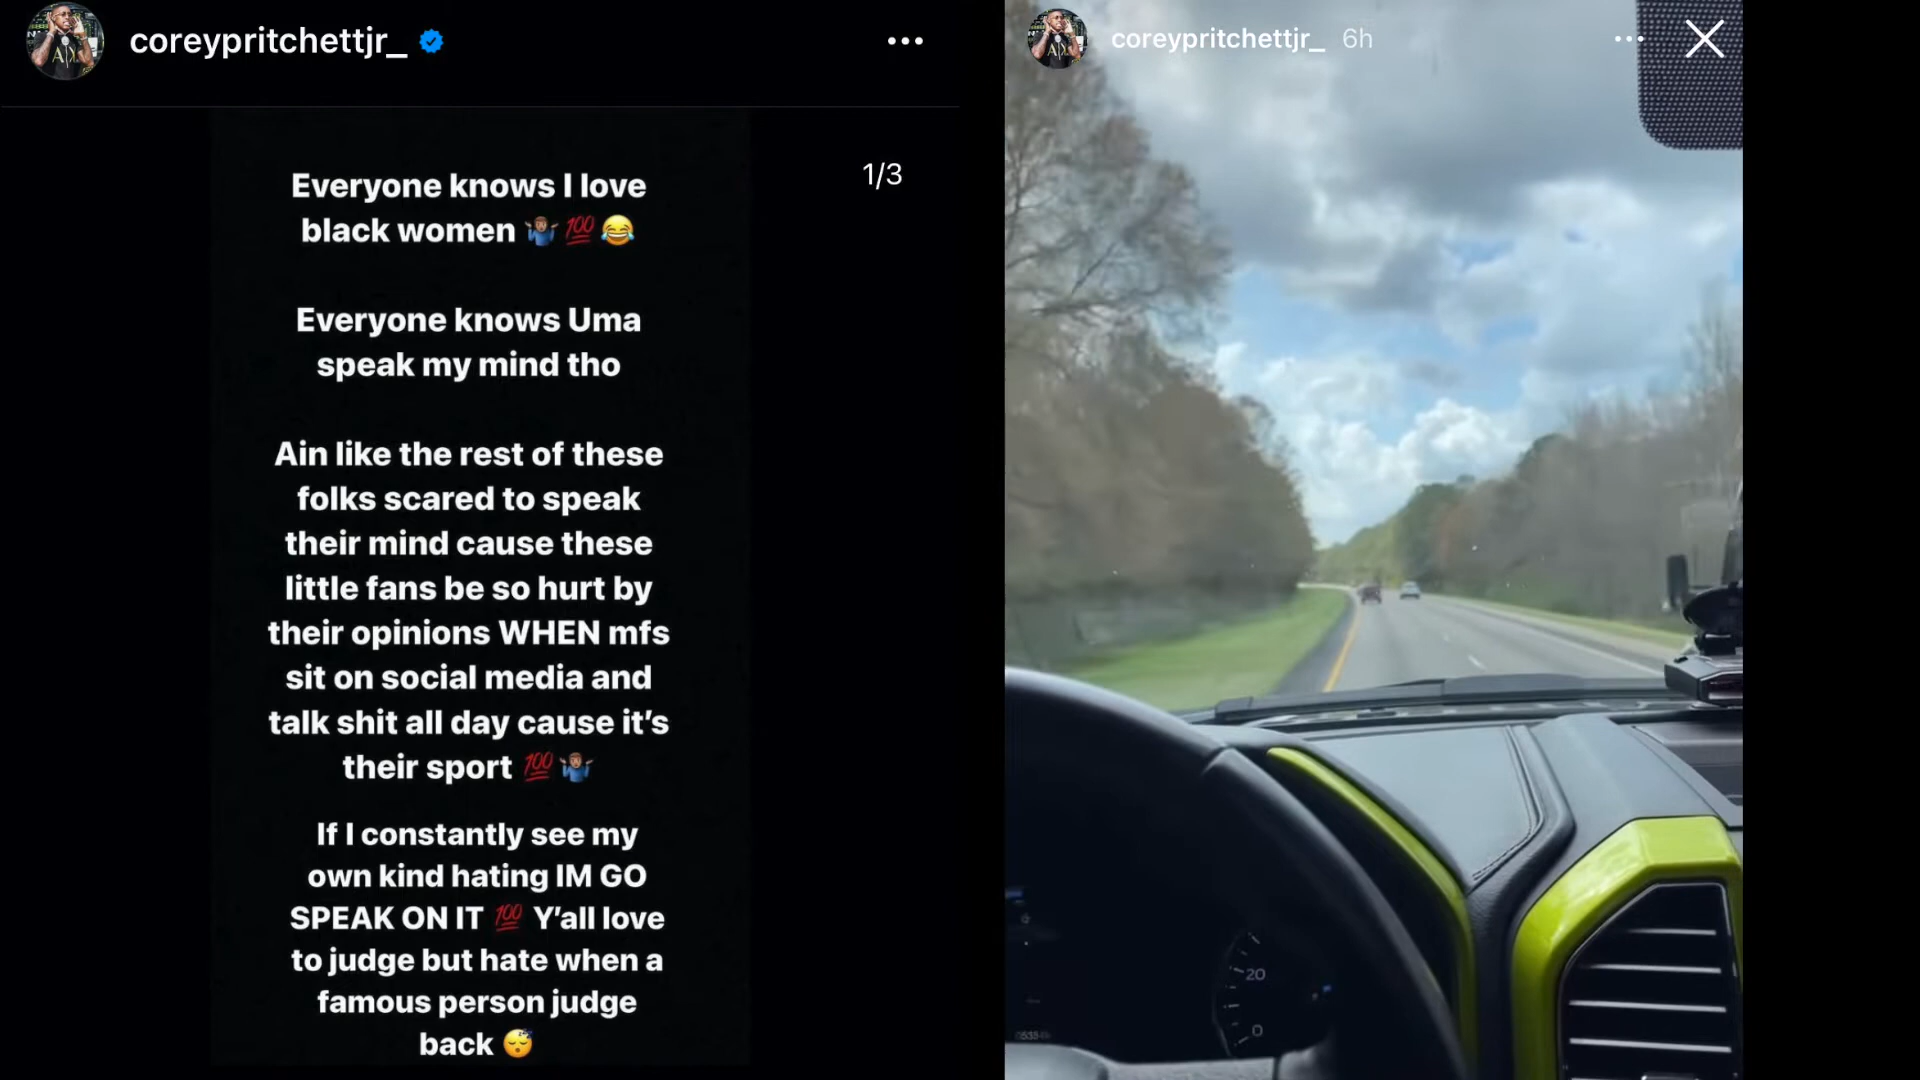 coreypritchettjr_
1/3
Everyone knows I love
black women 🤷🏽‍♂️💯😂
Everyone knows Uma
speak my mind tho
Ain like the rest of these
folks scared to speak
their mind cause these
little fans be so hurt by
their opinions WHEN mfs
sit on social media and
talk shit all day cause it’s
their sport 💯🤷🏽‍♂️
If I constantly see my
own kind hating IM GO
SPEAK ON IT 💯 Y’all love
to judge but hate when a
famous person judge
back 😴
coreypritchettjr_ 6h
20
0